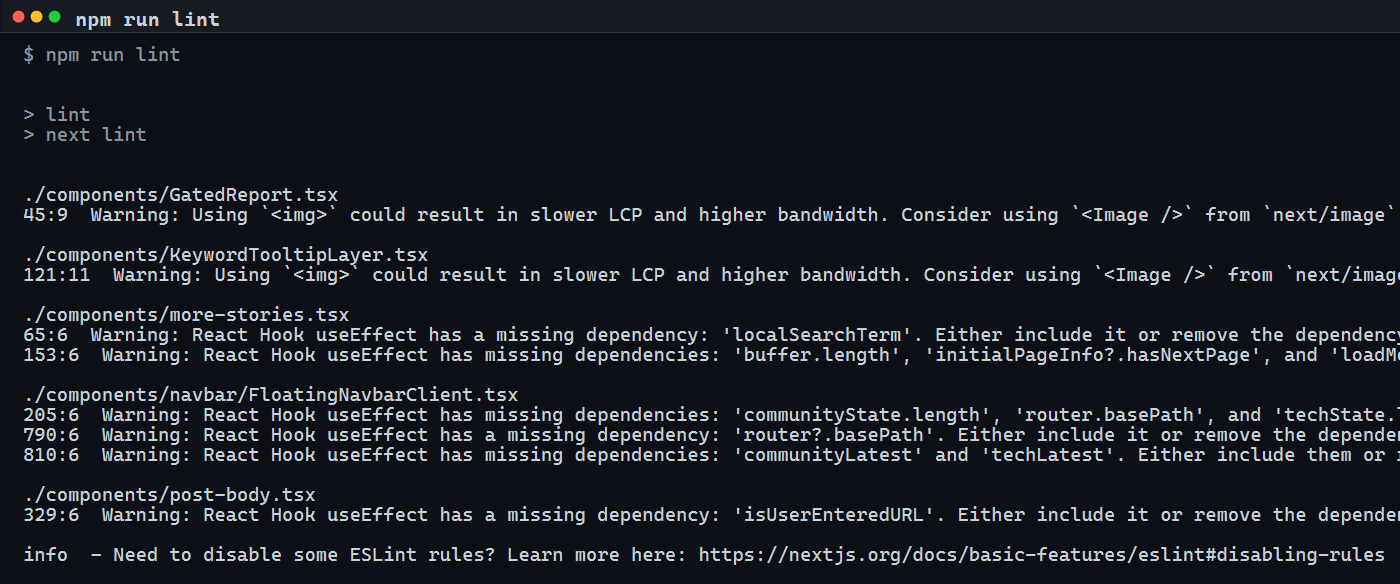 npm run lint
$ npm run lint
> lint
> next lint
./components/GatedReport.tsx
45:9  Warning: Using `<img>` could result in slower LCP and higher bandwidth. Consider using `<Image />` from `next/image`
./components/KeywordTooltipLayer.tsx
121:11  Warning: Using `<img>` could result in slower LCP and higher bandwidth. Consider using `<Image />` from `next/imag
./components/more-stories.tsx
65:6  Warning: React Hook useEffect has a missing dependency: 'localSearchTerm'. Either include it or remove the dependency
153:6  Warning: React Hook useEffect has missing dependencies: 'buffer.length', 'initialPageInfo?.hasNextPage', and 'loadM
./components/navbar/FloatingNavbarClient.tsx
205:6  Warning: React Hook useEffect has missing dependencies: 'communityState.length', 'router.basePath', and 'techState.
790:6  Warning: React Hook useEffect has a missing dependency: 'router?.basePath'. Either include it or remove the depende
810:6  Warning: React Hook useEffect has missing dependencies: 'communityLatest' and 'techLatest'. Either include them or
./components/post-body.tsx
329:6  Warning: React Hook useEffect has a missing dependency: 'isUserEnteredURL'. Either include it or remove the depende
info  - Need to disable some ESLint rules? Learn more here: https://nextjs.org/docs/basic-features/eslint#disabling-rules